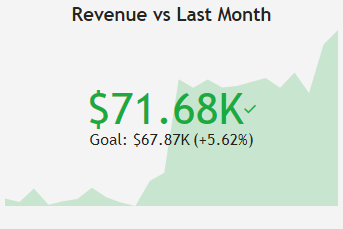 Revenue vs Last Month
$71.68K✓
Goal: $67.87K (+5.62%)